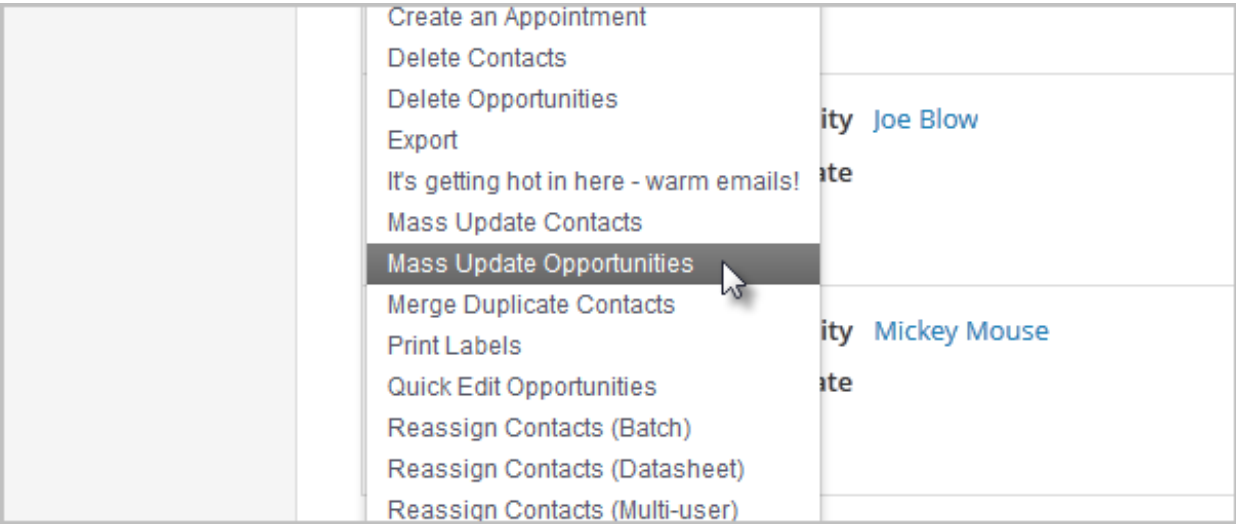 Create an Appointment
Delete Contacts
Delete Opportunities
ity Joe Blow
Export
It's getting hot in here - warm emails!
ate
Mass Update Contacts
Mass Update Opportunities
Merge Duplicate Contacts
ity Mickey Mouse
Print Labels
Quick Edit Opportunities
ate
Reassign Contacts (Batch)
Reassign Contacts (Datasheet)
Reassign Contacts (Multi-user)